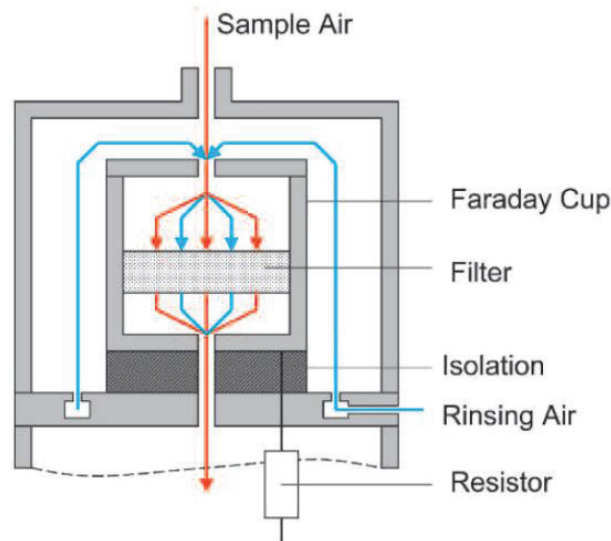 Sample Air
Faraday Cup
Filter
Isolation
Rinsing Air
Resistor